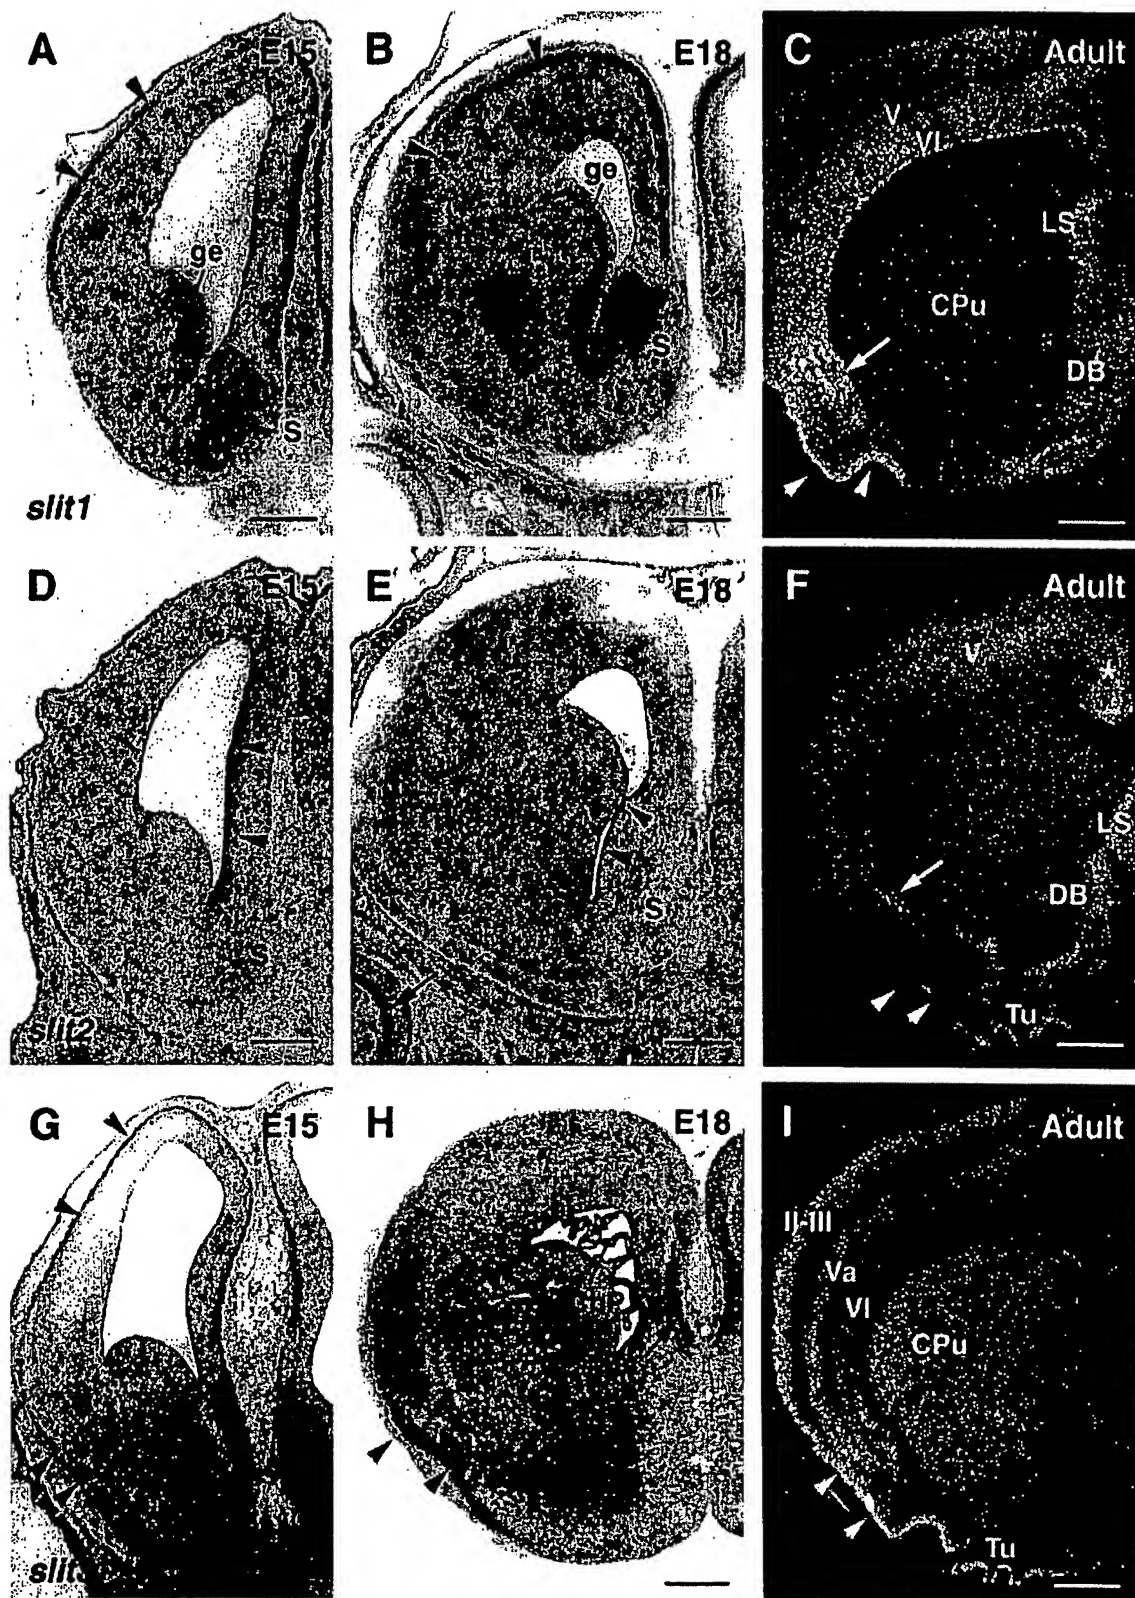 A E15
ge
S
slit1
B E18
ge
S
C Adult
V
VI
LS
CPu
DB
D E15
S
slit2
E E18
S
F Adult
V
*
LS
DB
Tu
G E15
H E18
I Adult
II-III
Va
VI
CPu
Tu